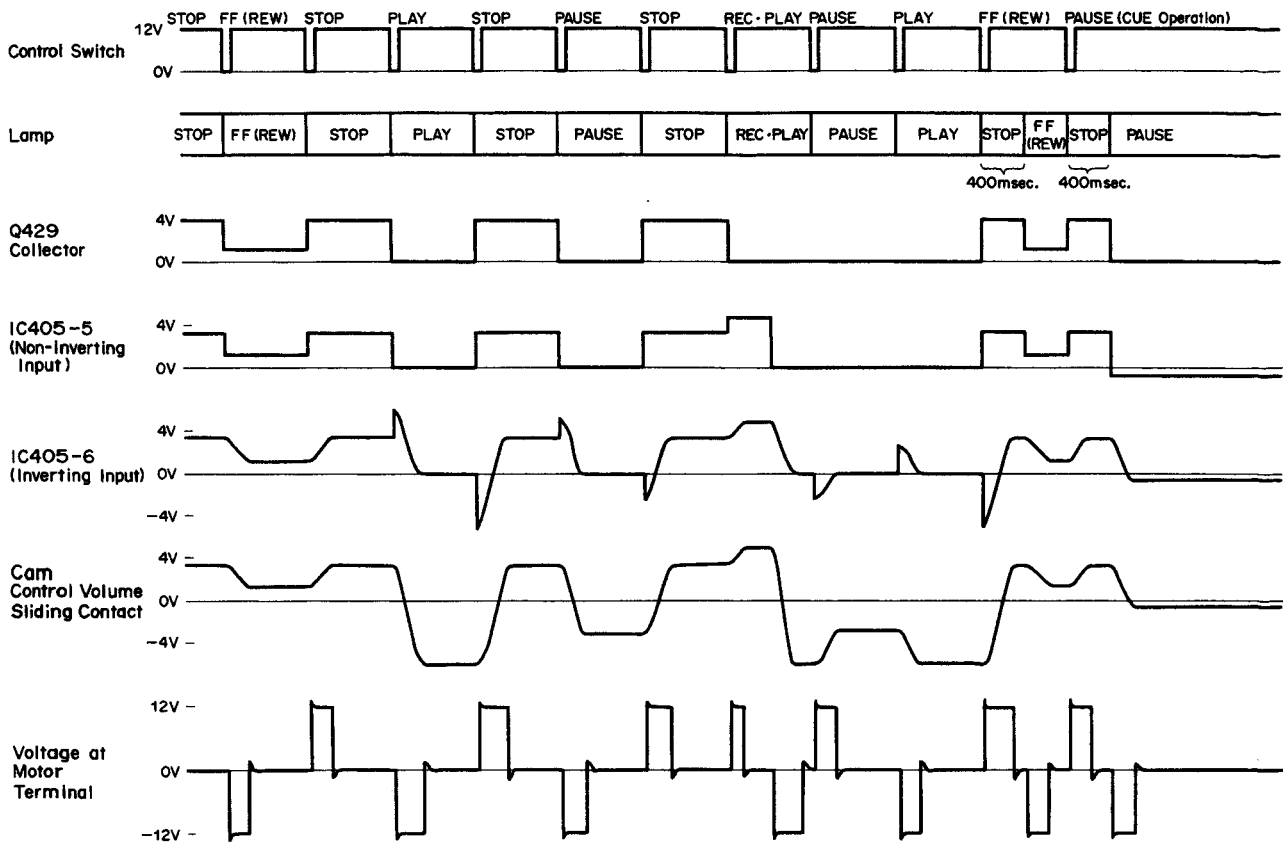 STOP FF (REW) STOP PLAY STOP PAUSE STOP REC·PLAY PAUSE PLAY FF (REW) PAUSE (CUE Operation)
Control Switch
12V
0V
Lamp
STOP FF (REW) STOP PLAY STOP PAUSE STOP REC·PLAY PAUSE PLAY STOP FF (REW) STOP PAUSE
400msec. 400msec.
Q429
Collector
4V
0V
IC405-5
(Non-Inverting
Input)
4V
0V
IC405-6
(Inverting Input)
4V
0V
-4V
Cam
Control Volume
Sliding Contact
4V
0V
-4V
Voltage at
Motor
Terminal
12V
0V
-12V